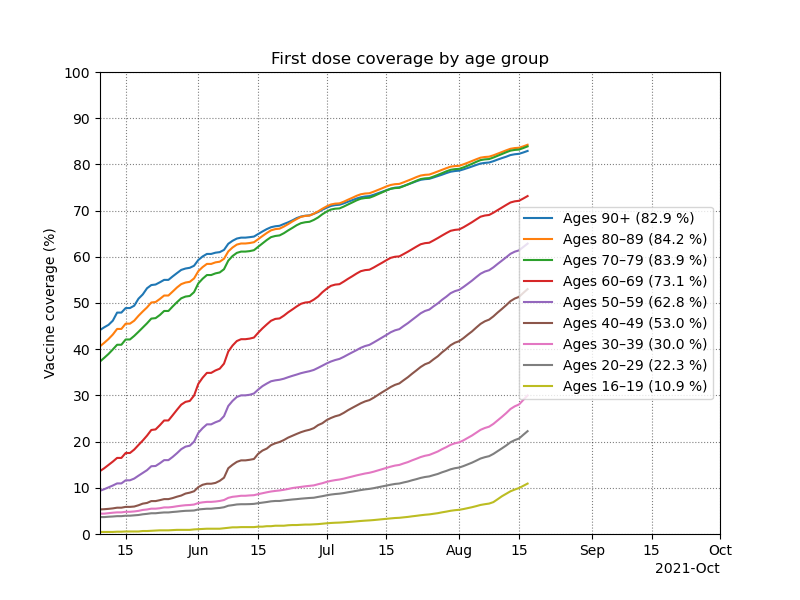 First dose coverage by age group
Vaccine coverage (%)
100
90
80
70
60
50
40
30
20
10
0
Ages 90+ (82.9 %)
Ages 80–89 (84.2 %)
Ages 70–79 (83.9 %)
Ages 60–69 (73.1 %)
Ages 50–59 (62.8 %)
Ages 40–49 (53.0 %)
Ages 30–39 (30.0 %)
Ages 20–29 (22.3 %)
Ages 16–19 (10.9 %)
15 Jun 15 Jul 15 Aug 15 Sep 15 Oct
2021-Oct